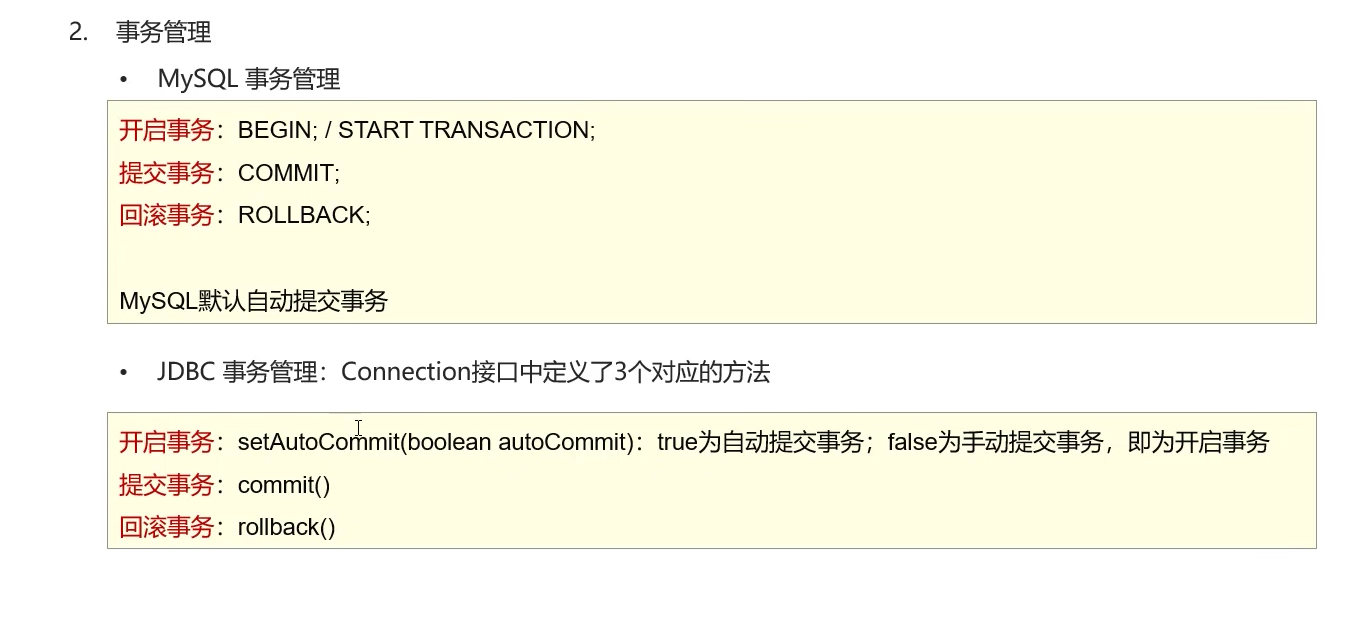 2. 事务管理
• MySQL 事务管理
开启事务：BEGIN; / START TRANSACTION;
提交事务：COMMIT;
回滚事务：ROLLBACK;
MySQL默认自动提交事务
• JDBC 事务管理：Connection接口中定义了3个对应的方法
开启事务：setAutoCommit(boolean autoCommit)：true为自动提交事务；false为手动提交事务，即为开启事务
提交事务：commit()
回滚事务：rollback()